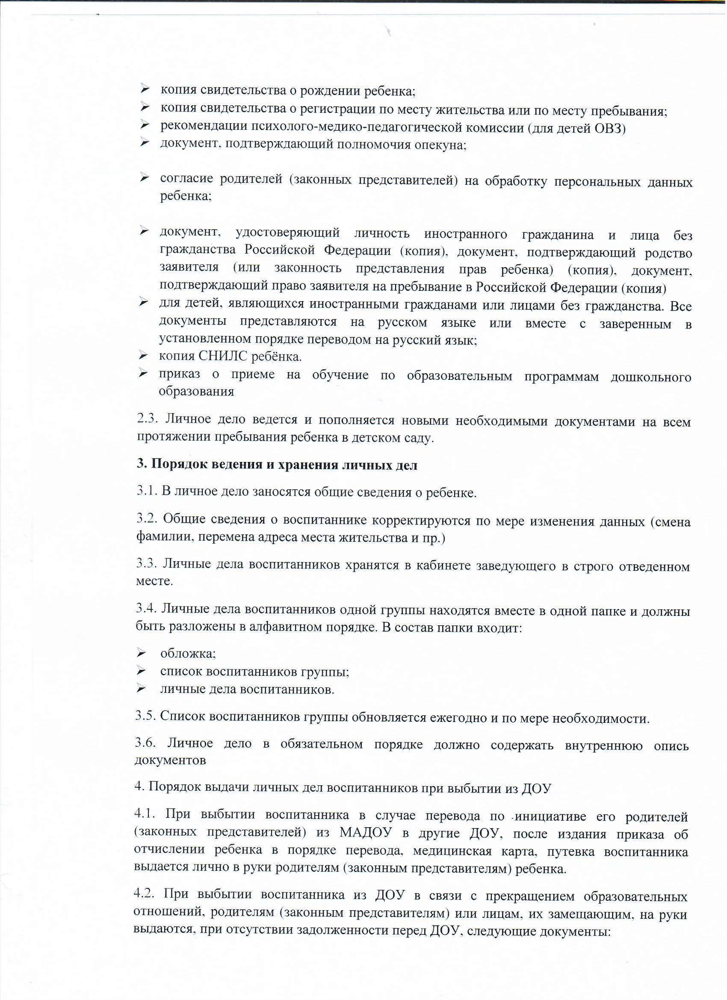 ➢ копия свидетельства о рождении ребенка;
➢ копия свидетельства о регистрации по месту жительства или по месту пребывания;
➢ рекомендации психолого-медико-педагогической комиссии (для детей ОВЗ)
➢ документ, подтверждающий полномочия опекуна;
➢ согласие родителей (законных представителей) на обработку персональных данных
ребенка;
➢ документ, удостоверяющий личность иностранного гражданина и лица без
гражданства Российской Федерации (копия), документ, подтверждающий родство
заявителя (или законность представления прав ребенка) (копия), документ,
подтверждающий право заявителя на пребывание в Российской Федерации (копия)
➢ для детей, являющихся иностранными гражданами или лицами без гражданства. Все
документы представляются на русском языке или вместе с заверенным в
установленном порядке переводом на русский язык;
➢ копия СНИЛС ребёнка.
➢ приказ о приеме на обучение по образовательным программам дошкольного
образования
2.3. Личное дело ведется и пополняется новыми необходимыми документами на всем
протяжении пребывания ребенка в детском саду.
3. Порядок ведения и хранения личных дел
3.1. В личное дело заносятся общие сведения о ребенке.
3.2. Общие сведения о воспитаннике корректируются по мере изменения данных (смена
фамилии, перемена адреса места жительства и пр.)
3.3. Личные дела воспитанников хранятся в кабинете заведующего в строго отведенном
месте.
3.4. Личные дела воспитанников одной группы находятся вместе в одной папке и должны
быть разложены в алфавитном порядке. В состав папки входит:
➢ обложка;
➢ список воспитанников группы;
➢ личные дела воспитанников.
3.5. Список воспитанников группы обновляется ежегодно и по мере необходимости.
3.6. Личное дело в обязательном порядке должно содержать внутреннюю опись
документов
4. Порядок выдачи личных дел воспитанников при выбытии из ДОУ
4.1. При выбытии воспитанника в случае перевода по инициативе его родителей
(законных представителей) из МАДОУ в другие ДОУ, после издания приказа об
отчислении ребенка в порядке перевода, медицинская карта, путевка воспитанника
выдается лично в руки родителям (законным представителям) ребенка.
4.2. При выбытии воспитанника из ДОУ в связи с прекращением образовательных
отношений, родителям (законным представителям) или лицам, их замещающим, на руки
выдаются, при отсутствии задолженности перед ДОУ, следующие документы: